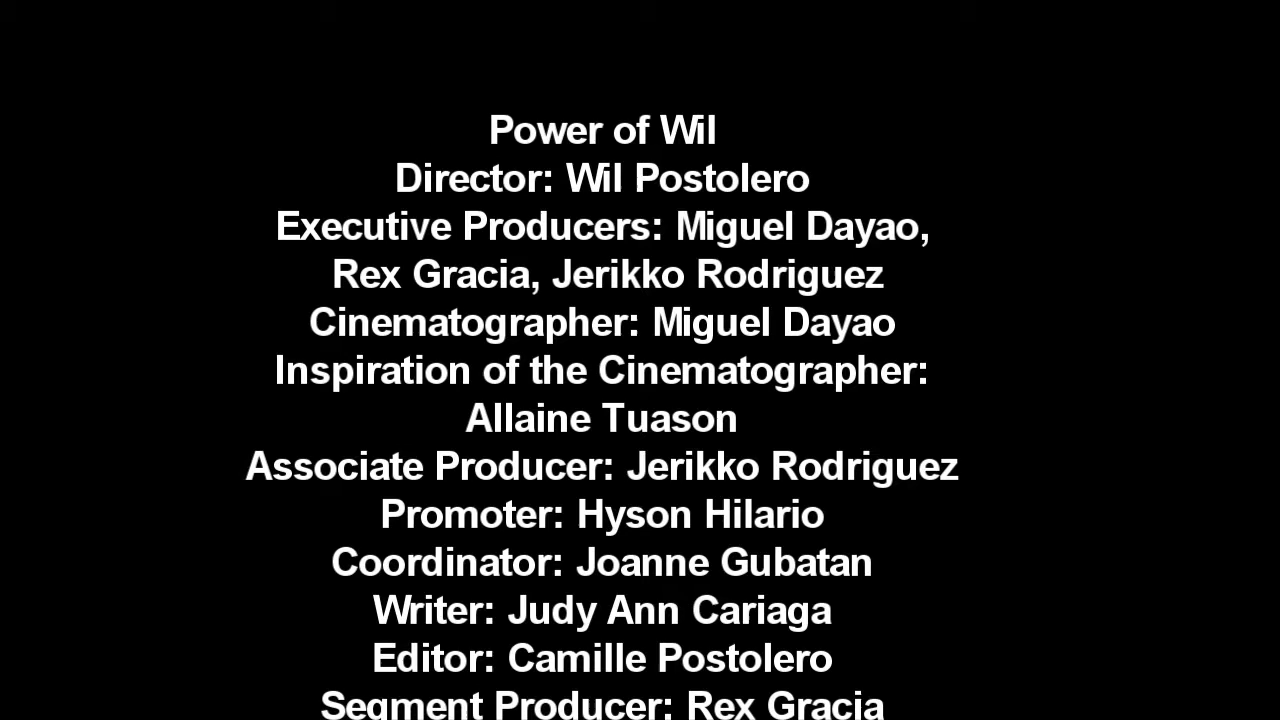 Power of Wil
Director: Wil Postolero
Executive Producers: Miguel Dayao,
Rex Gracia, Jerikko Rodriguez
Cinematographer: Miguel Dayao
Inspiration of the Cinematographer:
Allaine Tuason
Associate Producer: Jerikko Rodriguez
Promoter: Hyson Hilario
Coordinator: Joanne Gubatan
Writer: Judy Ann Cariaga
Editor: Camille Postolero
Segment Producer: Rex Gracia